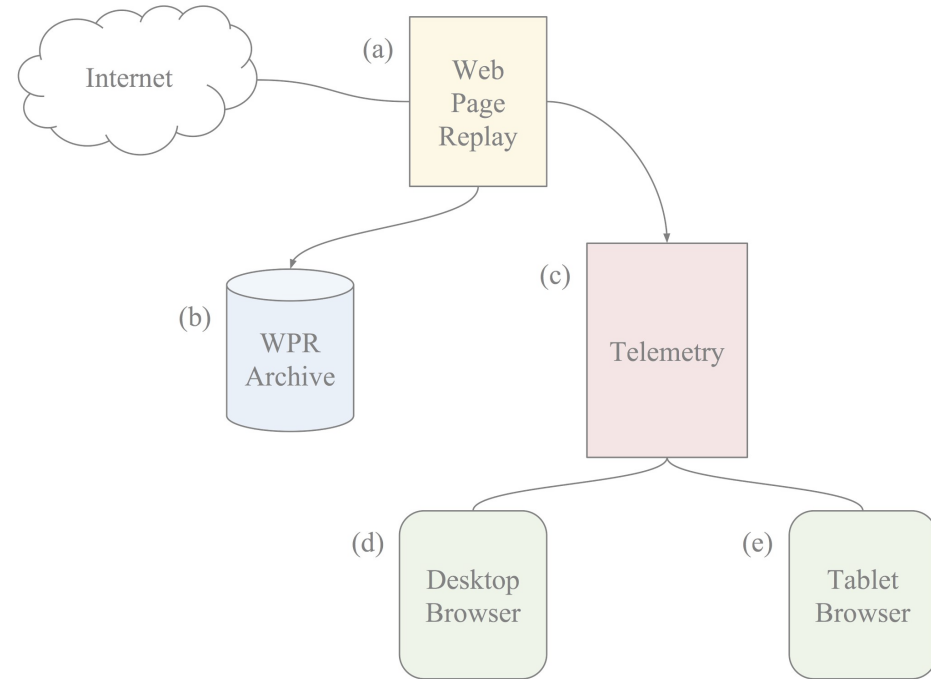 Internet
(a)
Web
Page
Replay
(b)
WPR
Archive
(c)
Telemetry
(d)
Desktop
Browser
(e)
Tablet
Browser